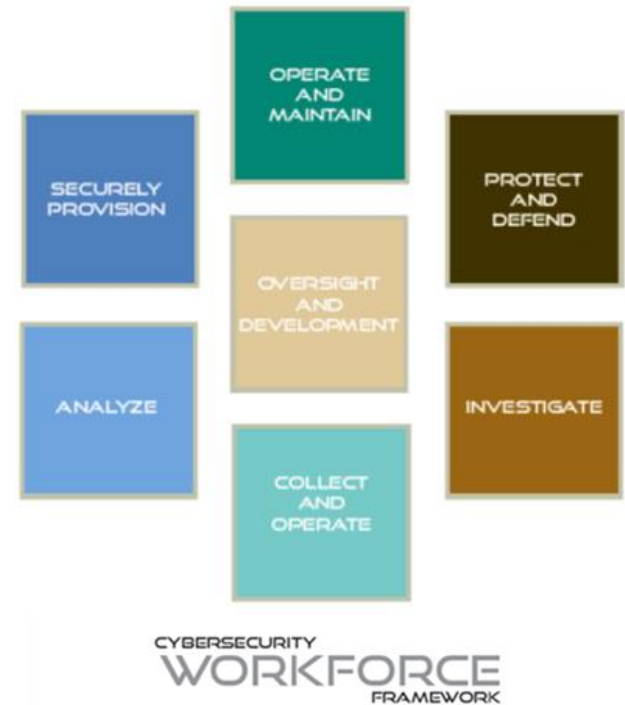 OPERATE
AND
MAINTAIN
SECURELY
PROVISION
PROTECT
AND
DEFEND
OVERSIGHT
AND
DEVELOPMENT
ANALYZE
INVESTIGATE
COLLECT
AND
OPERATE
CYBERSECURITY
WORKFORCE
FRAMEWORK